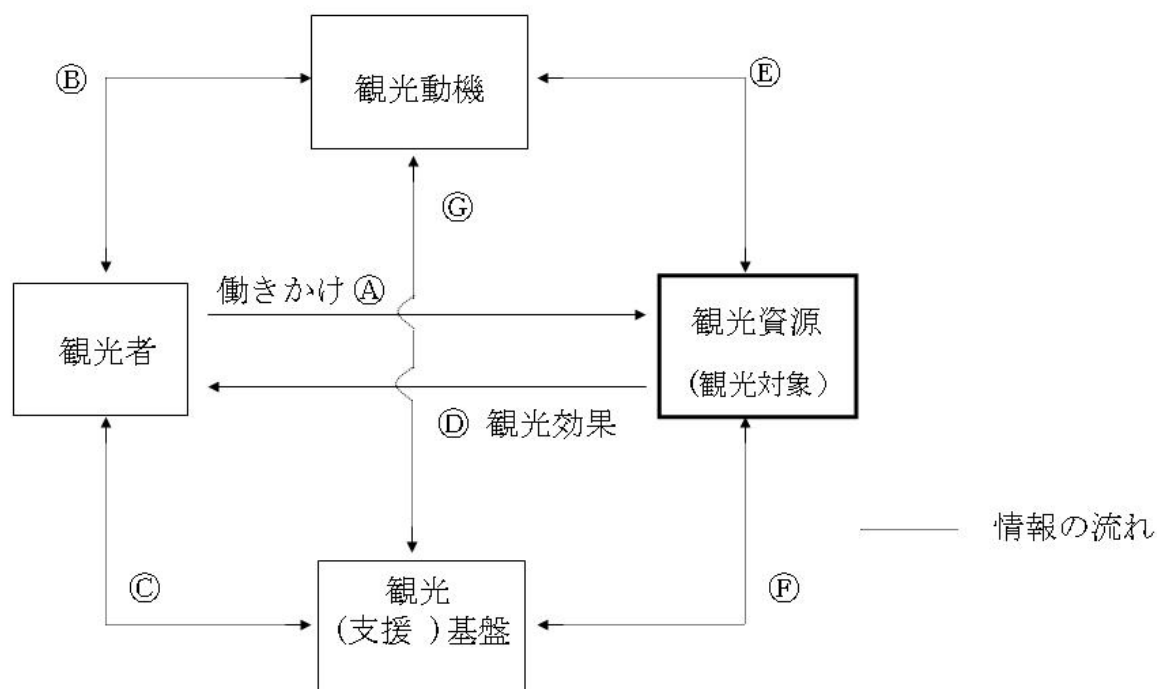 Ⓑ
観光動機
Ⓔ
Ⓖ
働きかけⒶ
観光者
観光資源
(観光対象)
Ⓓ 観光効果
情報の流れ
Ⓒ
観光
(支援 )基盤
Ⓕ